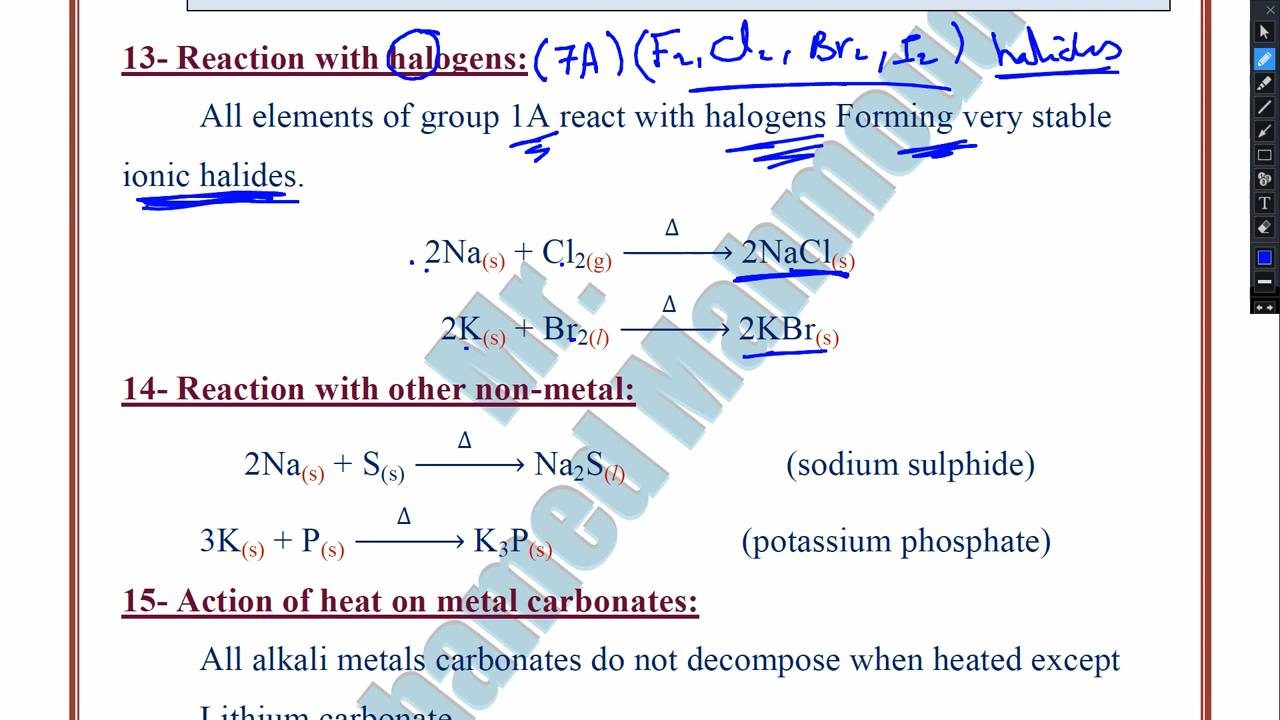 13- Reaction with halogens: (7A) (F₂, Cl₂, Br₂, I₂) halides
All elements of group 1A react with halogens Forming very stable
ionic halides.
Δ
2Na(s) + Cl₂(g) ⟶ 2NaCl(s)
Δ
2K(s) + Br₂(l) ⟶ 2KBr(s)
14- Reaction with other non-metal:
Δ
2Na(s) + S(s) ⟶ Na₂S(l) (sodium sulphide)
Δ
3K(s) + P(s) ⟶ K₃P(s) (potassium phosphate)
15- Action of heat on metal carbonates:
All alkali metals carbonates do not decompose when heated except
Lithium carbonate
Mr.
hamed Mahmoud